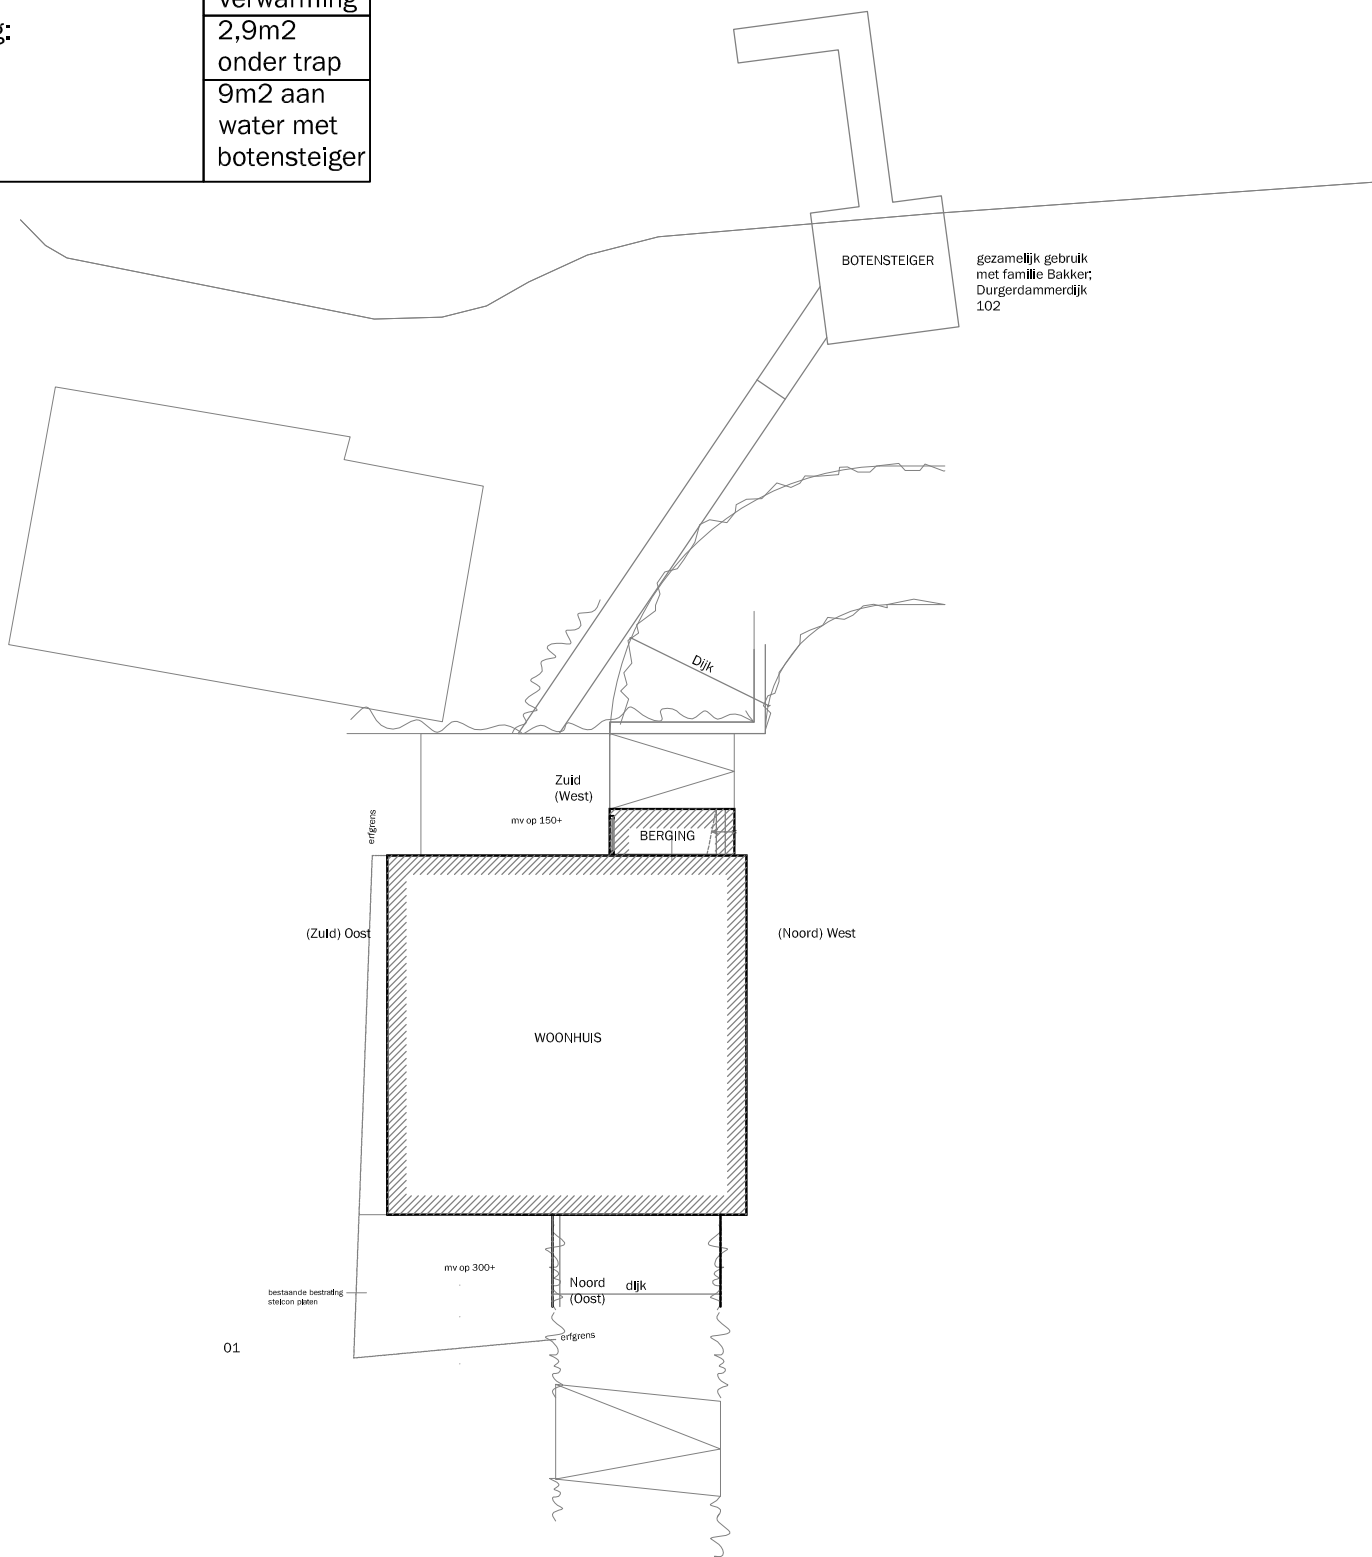 verwarming
g:
2,9m2
onder trap
9m2 aan
water met
botensteiger
BOTENSTEIGER
gezamelijk gebruik
met familie Bakker;
Durgerdammerdijk
102
Dijk
Zuid
(West)
mv op 150+
erfgrens
BERGING
(Zuid) Oost
(Noord) West
WOONHUIS
mv op 300+
Noord
(Oost)
dijk
bestaande bestrating
stelcon platen
erfgrens
01